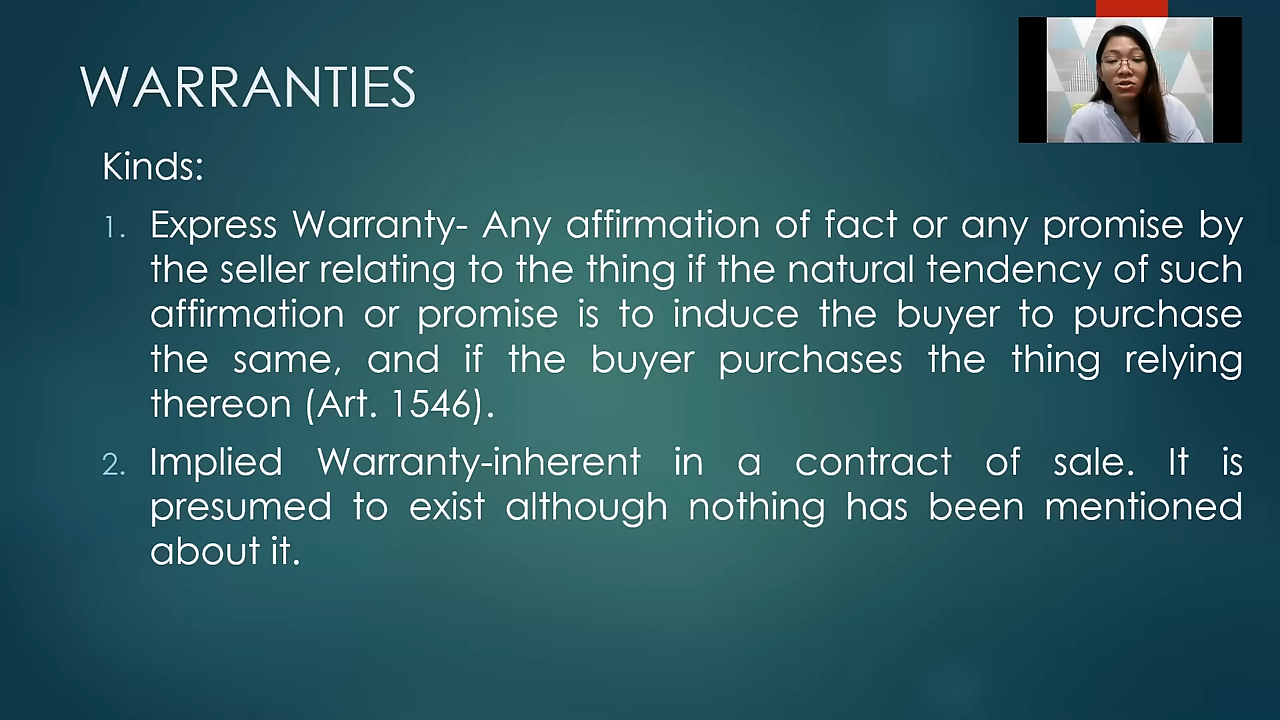 WARRANTIES
Kinds:
1. Express Warranty- Any affirmation of fact or any promise by
the seller relating to the thing if the natural tendency of such
affirmation or promise is to induce the buyer to purchase
the same, and if the buyer purchases the thing relying
thereon (Art. 1546).
2. Implied Warranty-inherent in a contract of sale. It is
presumed to exist although nothing has been mentioned
about it.